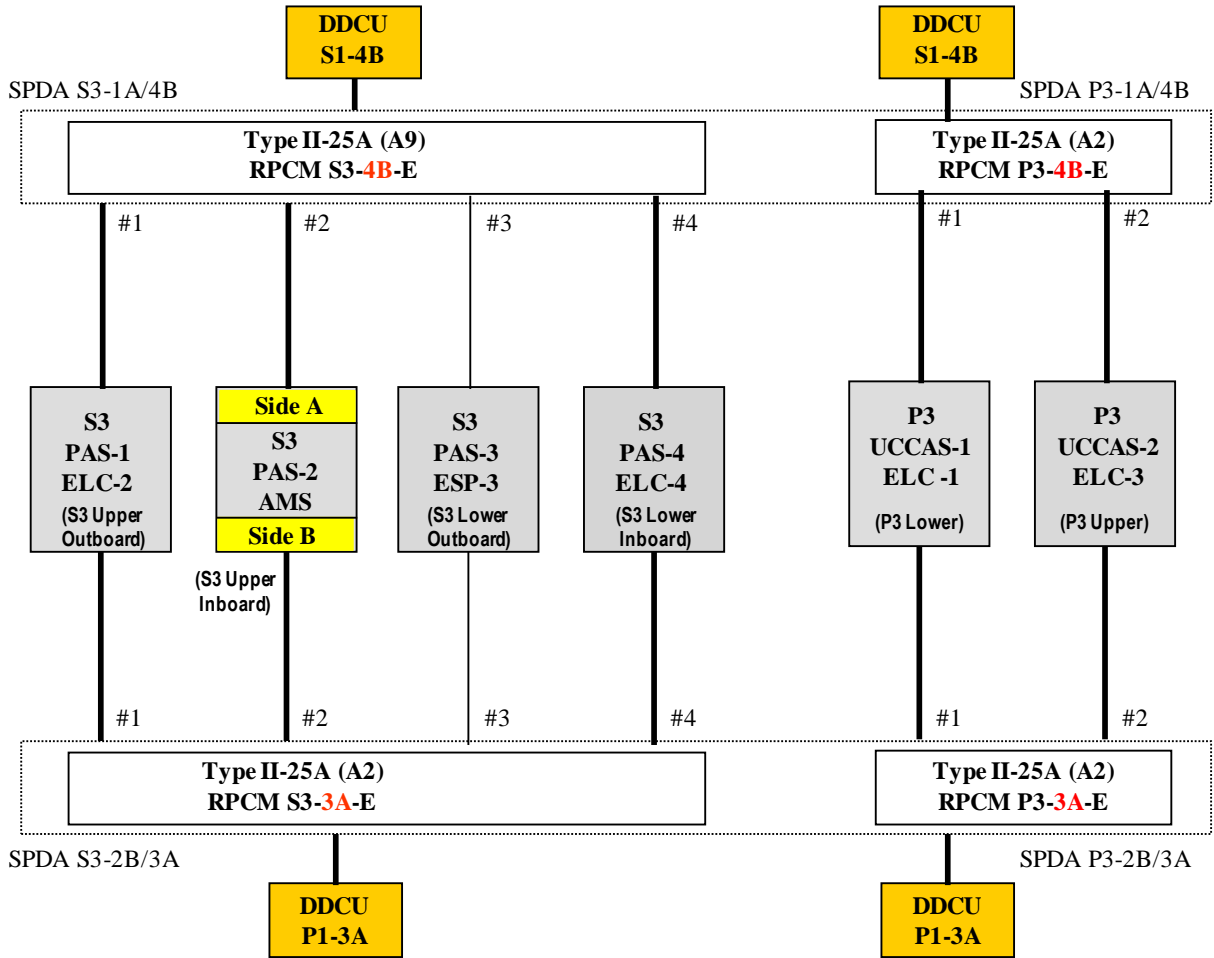 DDCU
S1-4B
DDCU
S1-4B
SPDA S3-1A/4B
SPDA P3-1A/4B
Type II-25A (A9)
RPCM S3-4B-E
Type II-25A (A2)
RPCM P3-4B-E
#1
#2
#3
#4
#1
#2
S3
PAS-1
ELC-2
(S3 Upper
Outboard)
Side A
S3
PAS-2
AMS
Side B
(S3 Upper
Inboard)
S3
PAS-3
ESP-3
(S3 Lower
Outboard)
S3
PAS-4
ELC-4
(S3 Lower
Inboard)
P3
UCCAS-1
ELC -1
(P3 Lower)
P3
UCCAS-2
ELC-3
(P3 Upper)
#1
#2
#3
#4
#1
#2
Type II-25A (A2)
RPCM S3-3A-E
Type II-25A (A2)
RPCM P3-3A-E
SPDA S3-2B/3A
SPDA P3-2B/3A
DDCU
P1-3A
DDCU
P1-3A